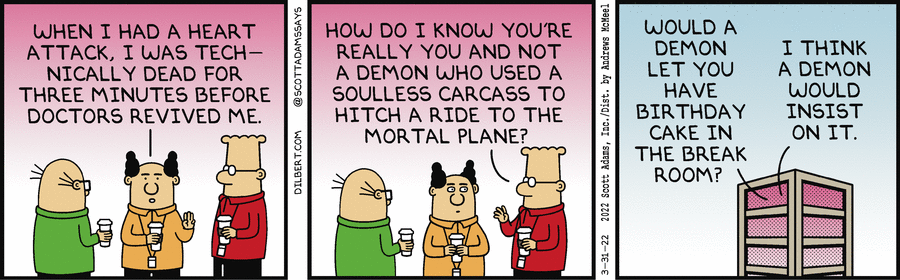 WHEN I HAD A HEART
ATTACK, I WAS TECH–
NICALLY DEAD FOR
THREE MINUTES BEFORE
DOCTORS REVIVED ME.
DILBERT.COM @SCOTTADAMSSAYS
HOW DO I KNOW YOU'RE
REALLY YOU AND NOT
A DEMON WHO USED A
SOULLESS CARCASS TO
HITCH A RIDE TO THE
MORTAL PLANE?
3-31-22 2022 Scott Adams, Inc./Dist. by Andrews McMeel
WOULD A
DEMON
LET YOU
HAVE
BIRTHDAY
CAKE IN
THE BREAK
ROOM?
I THINK
A DEMON
WOULD
INSIST
ON IT.